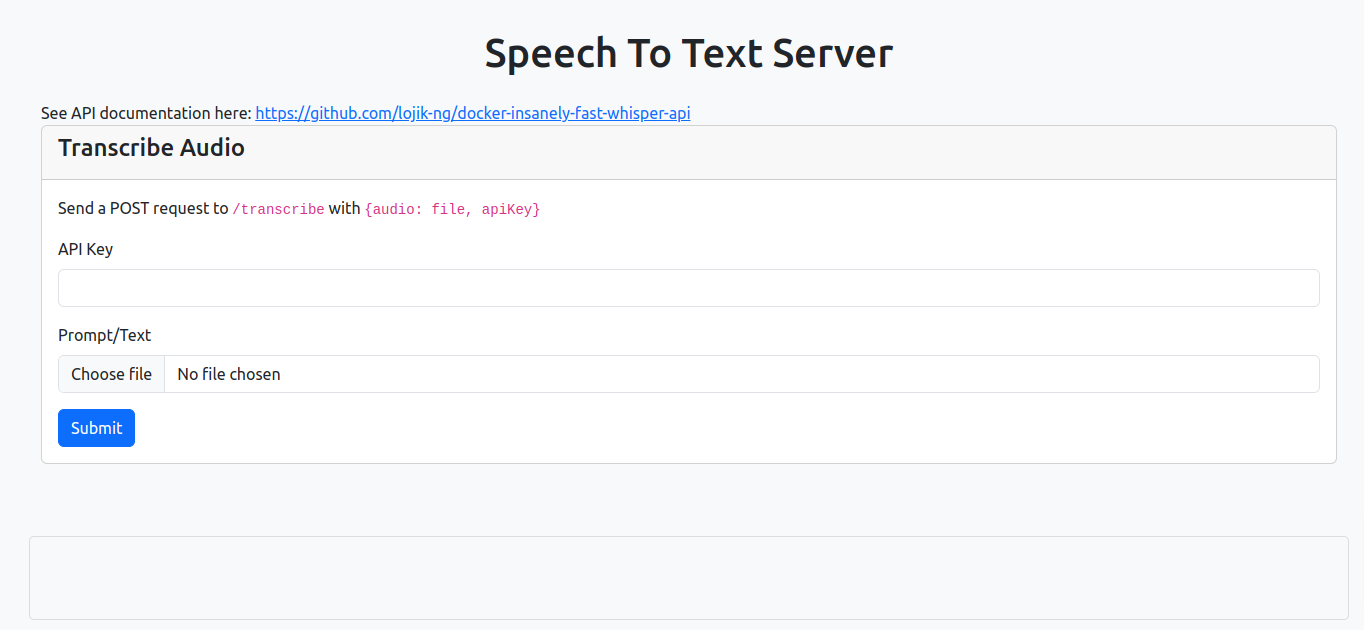 Speech To Text Server
See API documentation here: https://github.com/lojik-ng/docker-insanely-fast-whisper-api
Transcribe Audio
Send a POST request to /transcribe with {audio: file, apiKey}
API Key
Prompt/Text
Choose file No file chosen
Submit